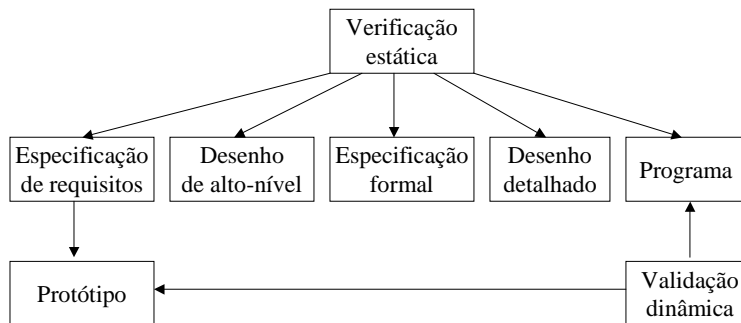 Verificação
estática
Especificação
de requisitos
Desenho
de alto-nível
Especificação
formal
Desenho
detalhado
Programa
Protótipo
Validação
dinâmica